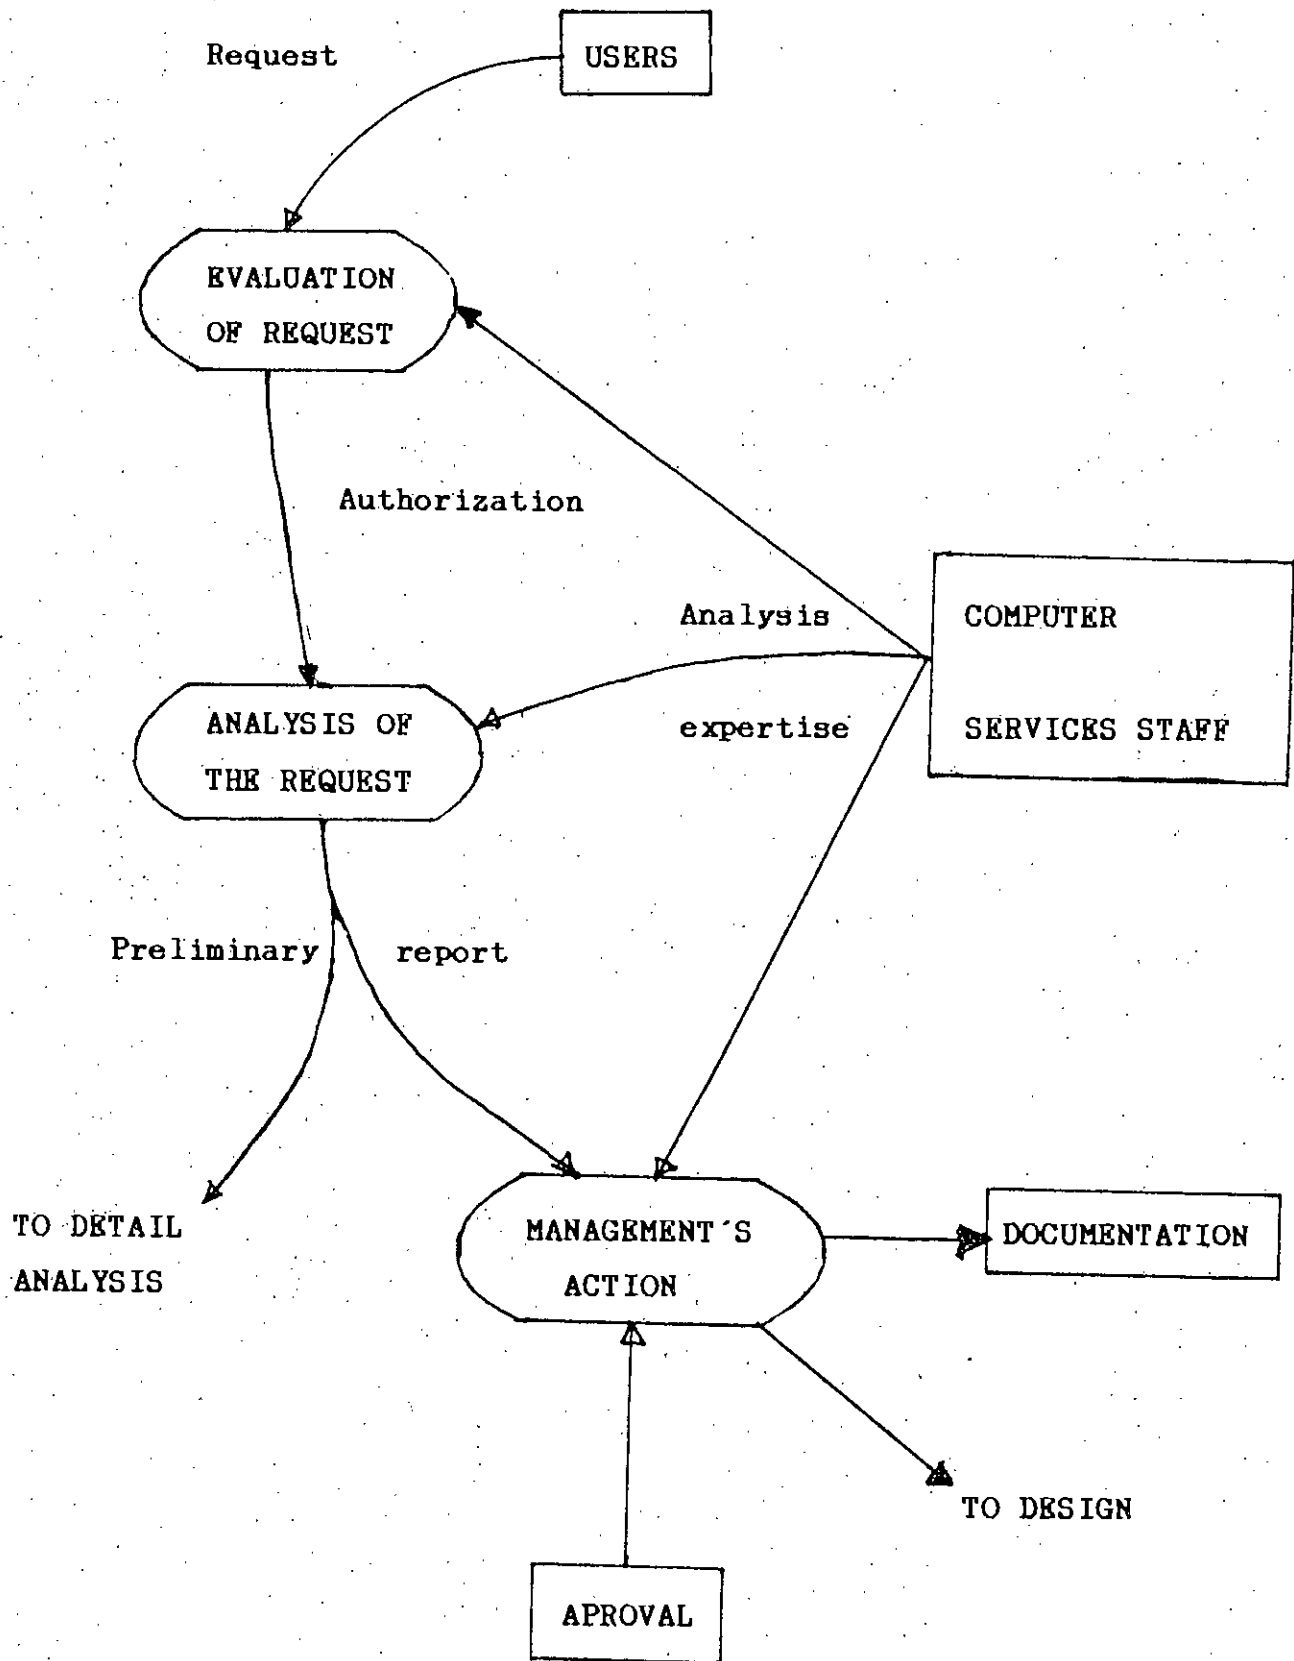 Request
USERS
EVALUATION
OF REQUEST
Authorization
Analysis
expertise
COMPUTER
SERVICES STAFF
ANALYSIS OF
THE REQUEST
Preliminary report
TO DETAIL
ANALYSIS
MANAGEMENT´S
ACTION
DOCUMENTATION
TO DESIGN
APROVAL